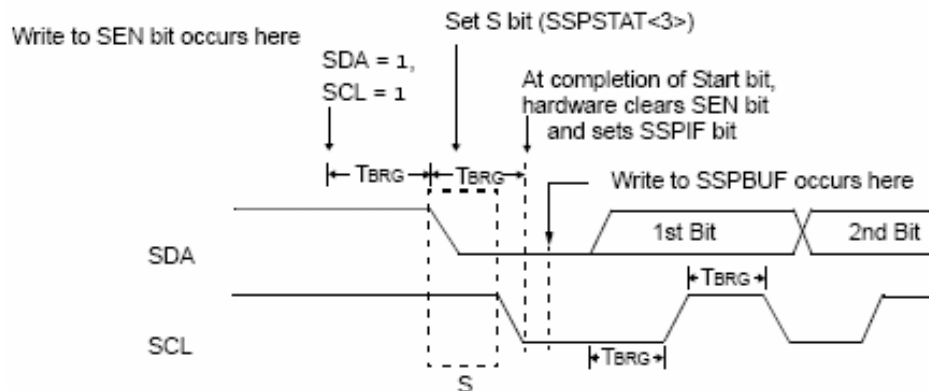 Set S bit (SSPSTAT<3>)
Write to SEN bit occurs here
SDA = 1,
SCL = 1
At completion of Start bit,
hardware clears SEN bit
and sets SSPIF bit
TBRG
TBRG
Write to SSPBUF occurs here
SDA
1st Bit
2nd Bit
TBRG
SCL
TBRG
S